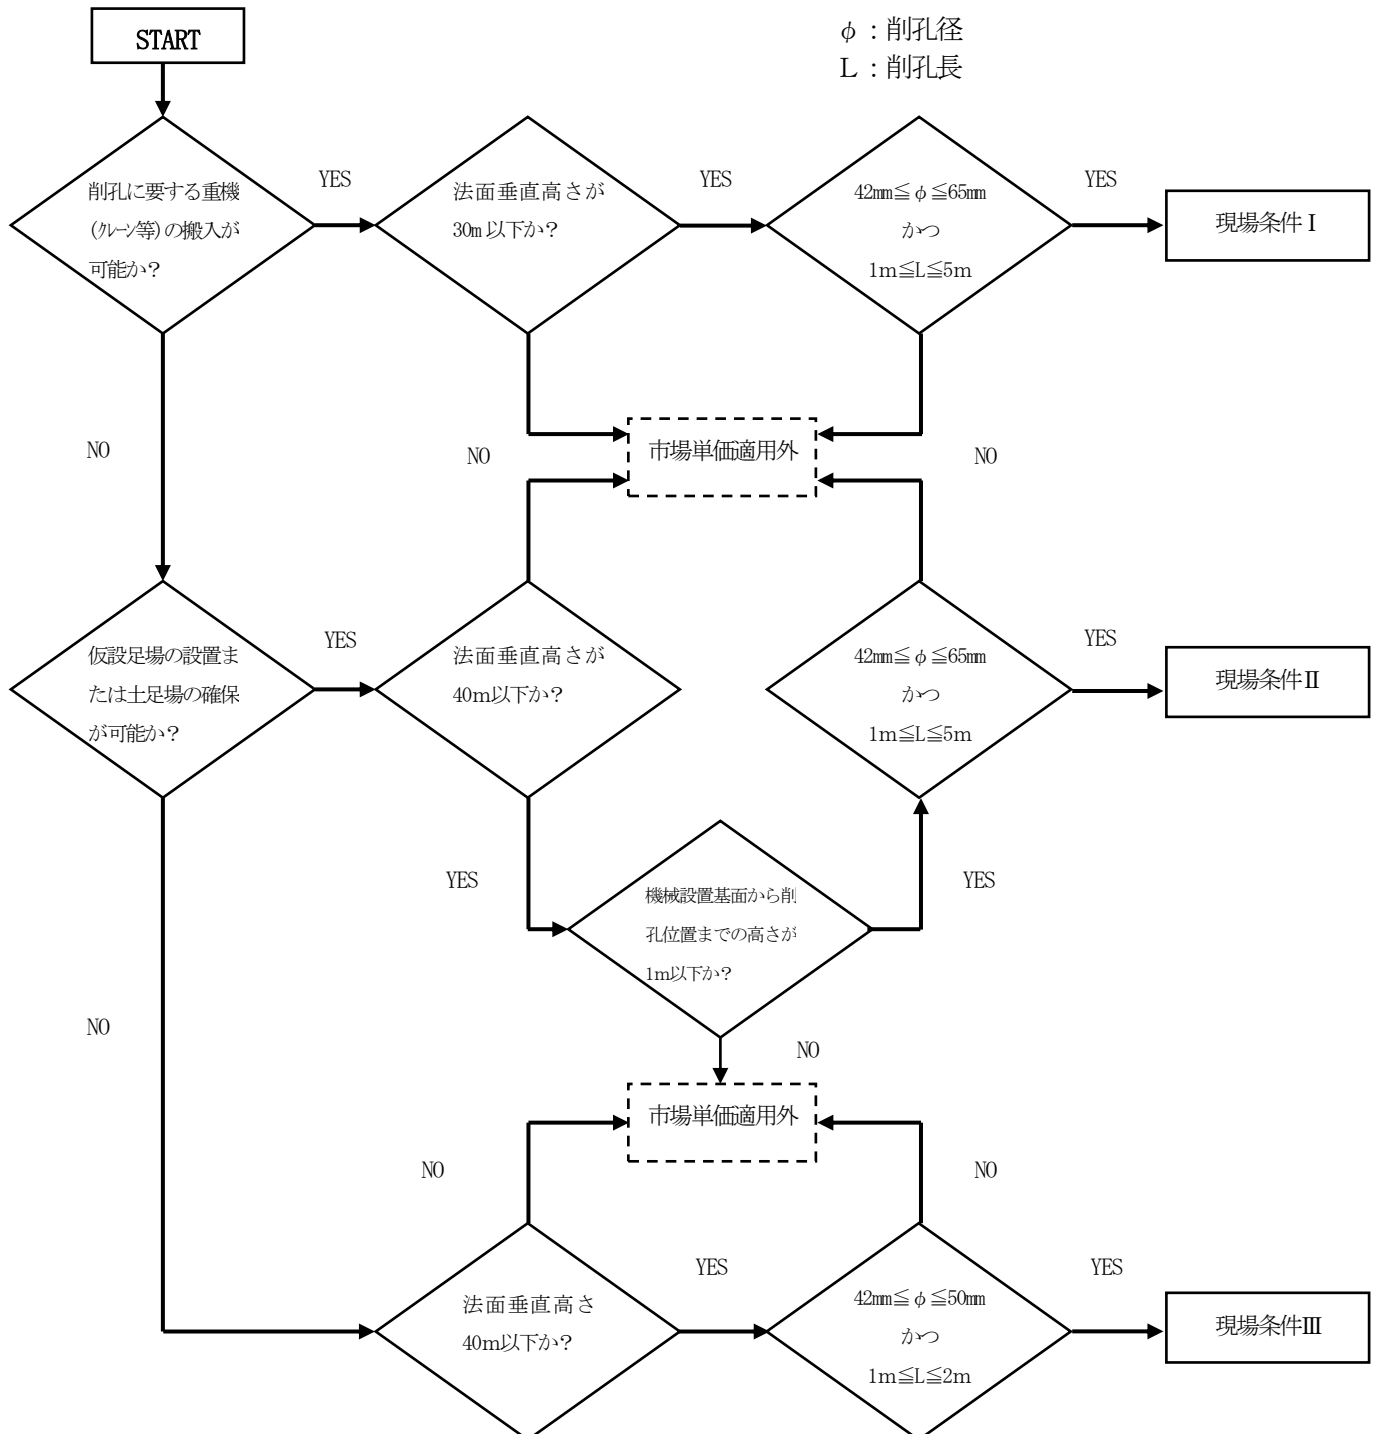 START
φ：削孔径
Ｌ：削孔長
削孔に要する重機
(ｸﾚｰﾝ等)の搬入が
可能か？
YES
法面垂直高さが
30m以下か？
YES
42mm≦φ≦65mm
かつ
1m≦L≦5m
YES
現場条件Ⅰ
NO
NO
市場単価適用外
NO
仮設足場の設置ま
たは土足場の確保
が可能か？
YES
法面垂直高さが
40m以下か？
42mm≦φ≦65mm
かつ
1m≦L≦5m
YES
現場条件Ⅱ
YES
機械設置基面から削
孔位置までの高さが
1m以下か？
YES
NO
NO
市場単価適用外
NO
NO
法面垂直高さ
40m以下か？
YES
42mm≦φ≦50mm
かつ
1m≦L≦2m
YES
現場条件Ⅲ